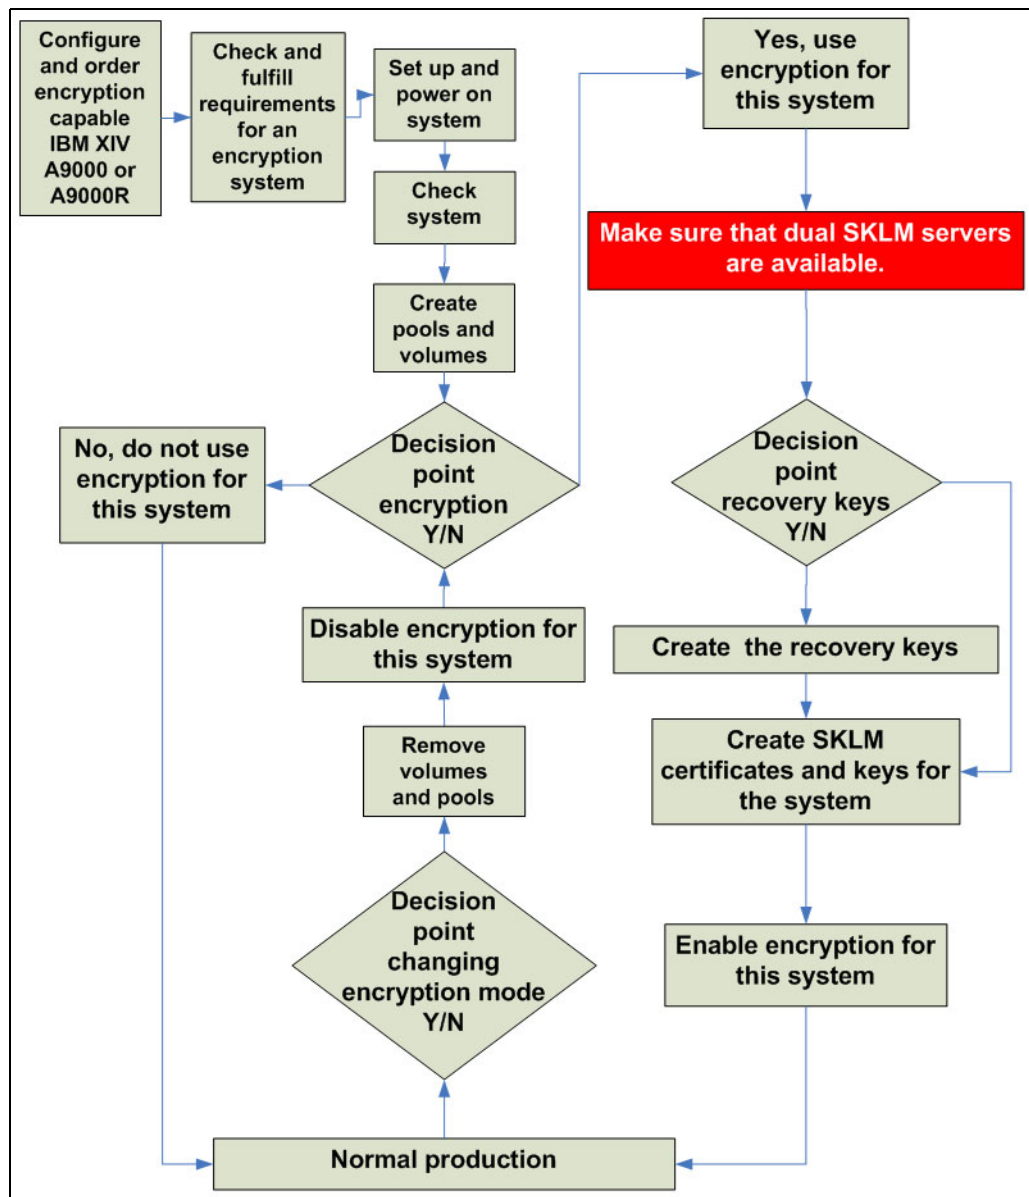 Configure
and order
encryption
capable
IBM XIV
A9000 or
A9000R
Check and
fulfill
requirements
for an
encryption
system
Set up and
power on
system
Check
system
Create
pools and
volumes
Decision
point
encryption
Y/N
No, do not use
encryption for
this system
Yes, use
encryption for
this system
Make sure that dual SKLM servers
are available.
Decision
point
recovery keys
Y/N
Create the recovery keys
Create SKLM
certificates and keys for
the system
Enable encryption for
this system
Disable encryption for
this system
Remove
volumes
and pools
Decision
point
changing
encryption mode
Y/N
Normal production